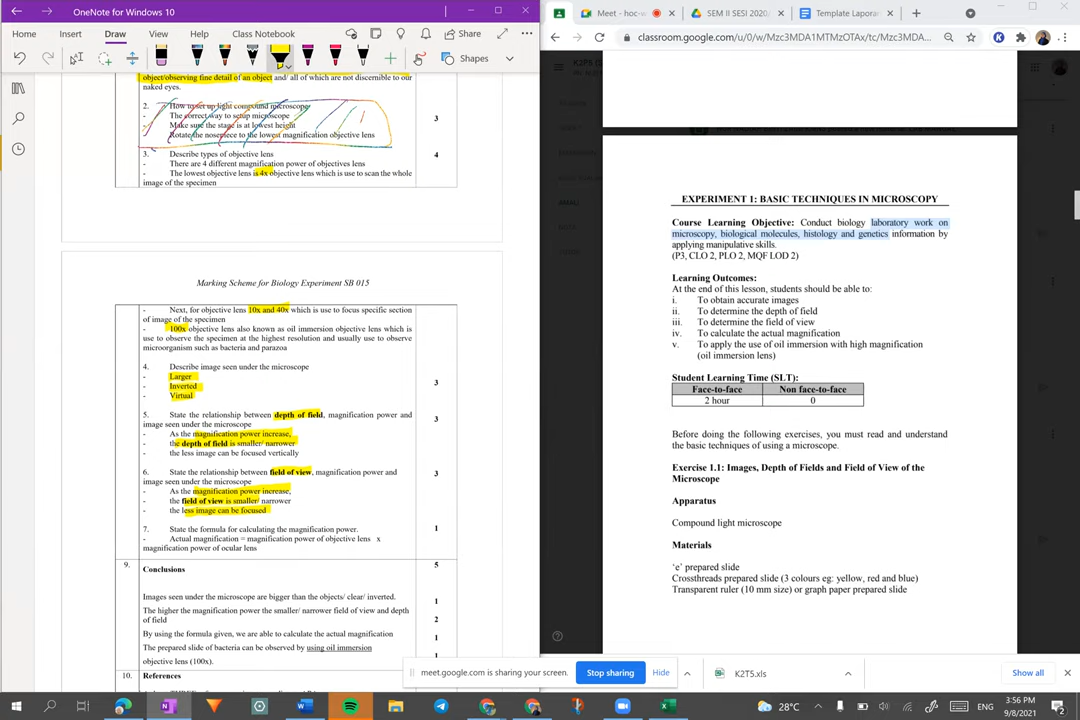 OneNote for Windows 10
Home Insert Draw View Help Class Notebook Share
Shapes
object/observing fine detail of an object and/ all of which are not discernible to our
naked eyes.
2. How to set up light compound microscope 3
- The correct way to setup microscope
- Make sure the stage is at lowest height
- Rotate the nosepiece to the lowest magnification objective lens
3. Describe types of objective lens 4
- There are 4 different magnification power of objectives lens
- The lowest objective lens is 4x objective lens which is use to scan the whole
image of the specimen
Marking Scheme for Biology Experiment SB 015
- Next, for objective lens 10x and 40x which is use to focus specific section
of image of the specimen
- 100x objective lens also known as oil immersion objective lens which is
use to observe the specimen at the highest resolution and usually use to observe
microorganism such as bacteria and parazoa
4. Describe image seen under the microscope
- Larger 3
- Inverted
- Virtual
5. State the relationship between depth of field, magnification power and 3
image seen under the microscope
- As the magnification power increase,
- the depth of field is smaller/ narrower
- the less image can be focused vertically
6. State the relationship between field of view, magnification power and 3
image seen under the microscope
- As the magnification power increase,
- the field of view is smaller/ narrower
- the less image can be focused
7. State the formula for calculating the magnification power. 1
- Actual magnification = magnification power of objective lens x
magnification power of ocular lens
9. Conclusions 5
Images seen under the microscope are bigger than the objects/ clear/ inverted. 1
The higher the magnification power the smaller/ narrower field of view and depth 2
of field
By using the formula given, we are able to calculate the actual magnification 1
The prepared slide of bacteria can be observed by using oil immersion 1
objective lens (100x).
10. References
Meet - hoc-w SEM II SESI 2020/ Template Lapora
classroom.google.com/u/0/w/Mzc3MDA1MTMzOTAx/tc/Mzc3MDA...
EXPERIMENT 1: BASIC TECHNIQUES IN MICROSCOPY
Course Learning Objective: Conduct biology laboratory work on
microscopy, biological molecules, histology and genetics information by
applying manipulative skills.
(P3, CLO 2, PLO 2, MQF LOD 2)
Learning Outcomes:
At the end of this lesson, students should be able to:
i. To obtain accurate images
ii. To determine the depth of field
iii. To determine the field of view
iv. To calculate the actual magnification
v. To apply the use of oil immersion with high magnification
(oil immersion lens)
Student Learning Time (SLT):
Face-to-face Non face-to-face
2 hour 0
Before doing the following exercises, you must read and understand
the basic techniques of using a microscope.
Exercise 1.1: Images, Depth of Fields and Field of View of the
Microscope
Apparatus
Compound light microscope
Materials
‘e’ prepared slide
Crossthreads prepared slide (3 colours eg: yellow, red and blue)
Transparent ruler (10 mm size) or graph paper prepared slide
meet.google.com is sharing your screen. Stop sharing Hide
K2T5.xls Show all
28°C ENG 3:56 PM
9/8/2021